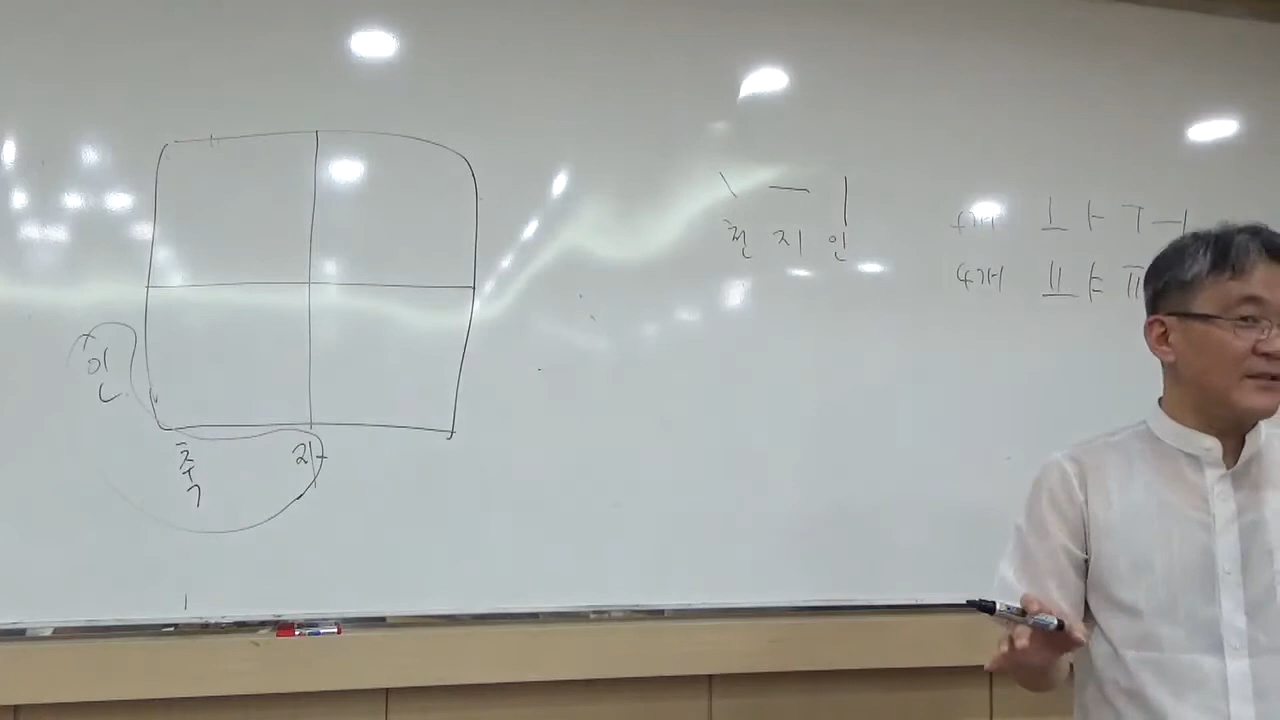 ㆍ ㅡ ㅣ
천 지 인
4개 ㅗ ㅏ ㅜ ㅓ
4개 ㅛ ㅑ ㅠ
인
축
자